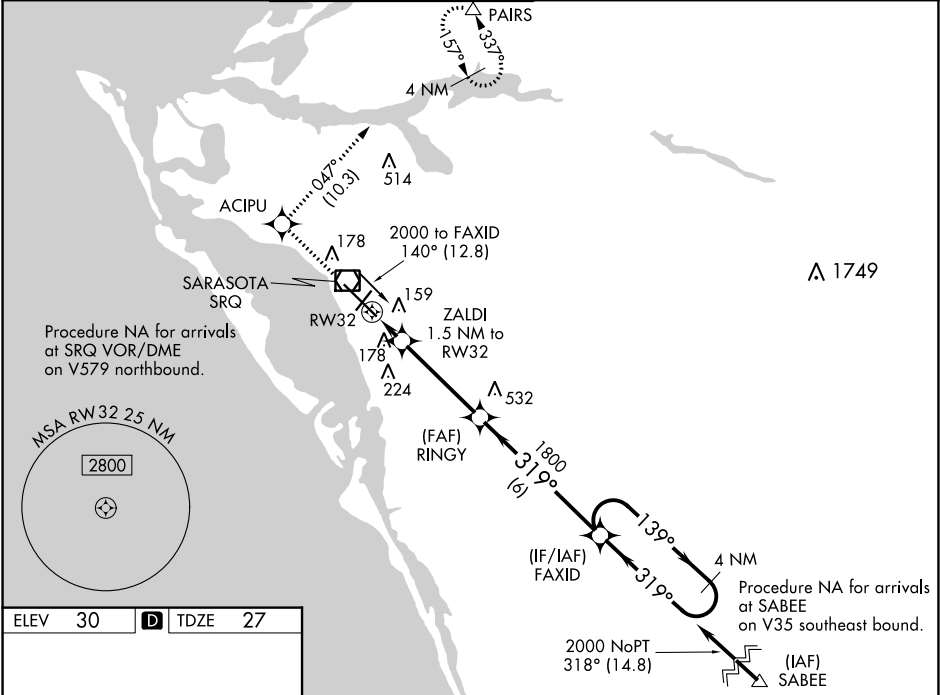 PAIRS
157°
337°
4 NM
047°
(10.3)
514
ACIPU
2000 to FAXID
140° (12.8)
178
1749
SARASOTA
SRQ
159
ZALDI
1.5 NM to
RW32
RW32
Procedure NA for arrivals
at SRQ VOR/DME
on V579 northbound.
178
224
532
MSA RW32 25 NM
2800
(FAF)
RINGY
1800
319°
(6)
139°
(IF/IAF)
FAXID
4 NM
319°
Procedure NA for arrivals
at SABEE
on V35 southeast bound.
ELEV 30 D TDZE 27
2000 NoPT
318° (14.8)
(IAF)
SABEE